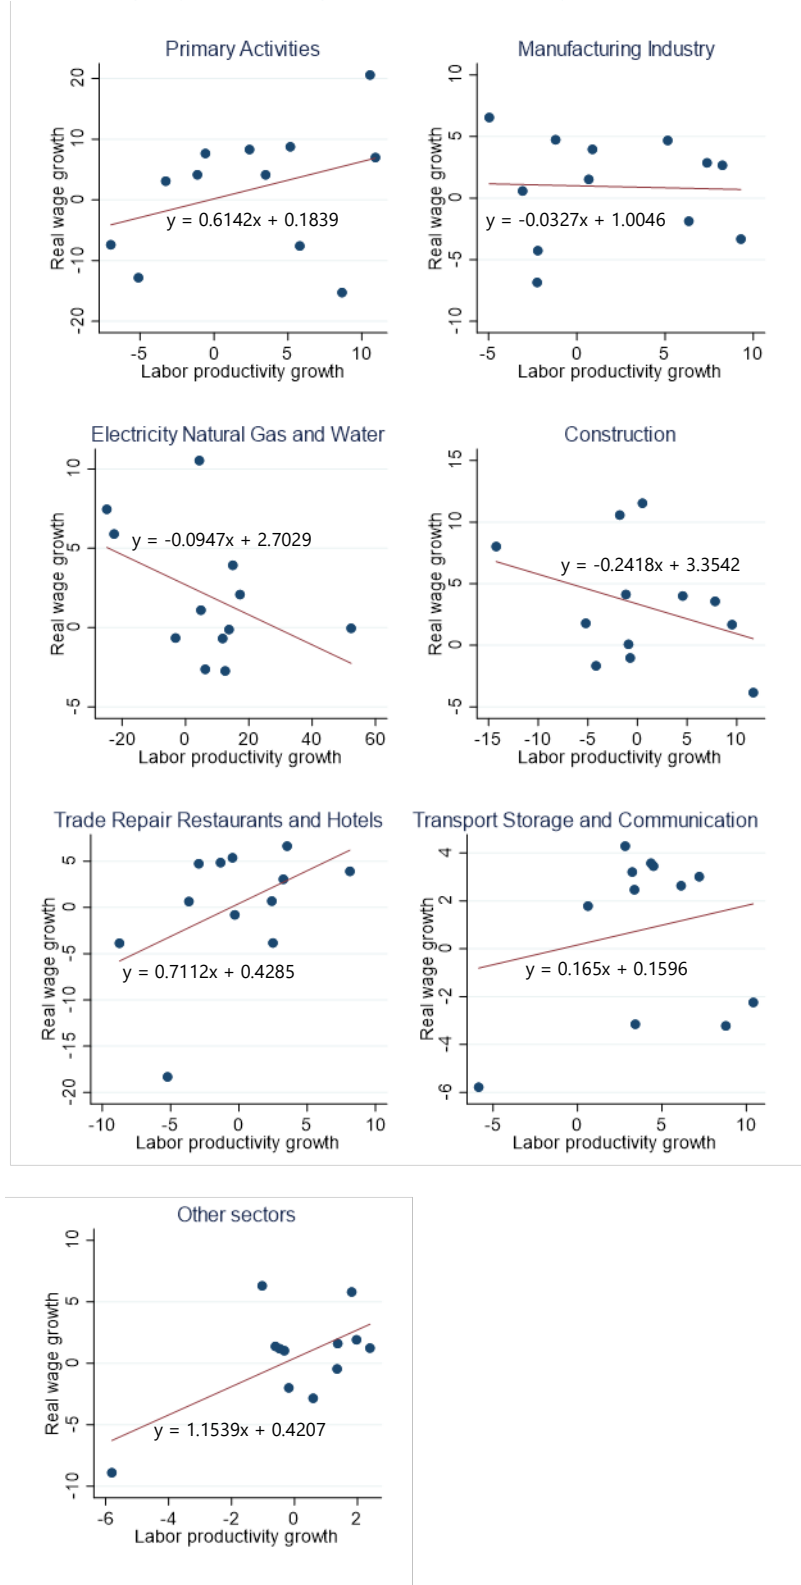 Primary Activities
Real wage growth
20
10
0
-10
-20
y = 0.6142x + 0.1839
-5 0 5 10
Labor productivity growth
Manufacturing Industry
Real wage growth
10
5
0
-5
-10
y = -0.0327x + 1.0046
-5 0 5 10
Labor productivity growth
Electricity Natural Gas and Water
Real wage growth
10
5
0
-5
y = -0.0947x + 2.7029
-20 0 20 40 60
Labor productivity growth
Construction
Real wage growth
15
10
5
0
-5
y = -0.2418x + 3.3542
-15 -10 -5 0 5 10
Labor productivity growth
Trade Repair Restaurants and Hotels
Real wage growth
5
0
-5
-10
-15
-20
y = 0.7112x + 0.4285
-10 -5 0 5 10
Labor productivity growth
Transport Storage and Communication
Real wage growth
4
2
0
-2
-4
-6
y = 0.165x + 0.1596
-5 0 5 10
Labor productivity growth
Other sectors
Real wage growth
10
5
0
-5
-10
y = 1.1539x + 0.4207
-6 -4 -2 0 2
Labor productivity growth